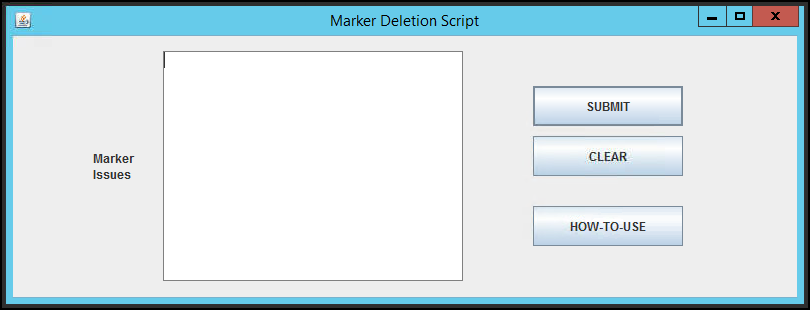 Marker Deletion Script
Marker
Issues
SUBMIT
CLEAR
HOW-TO-USE